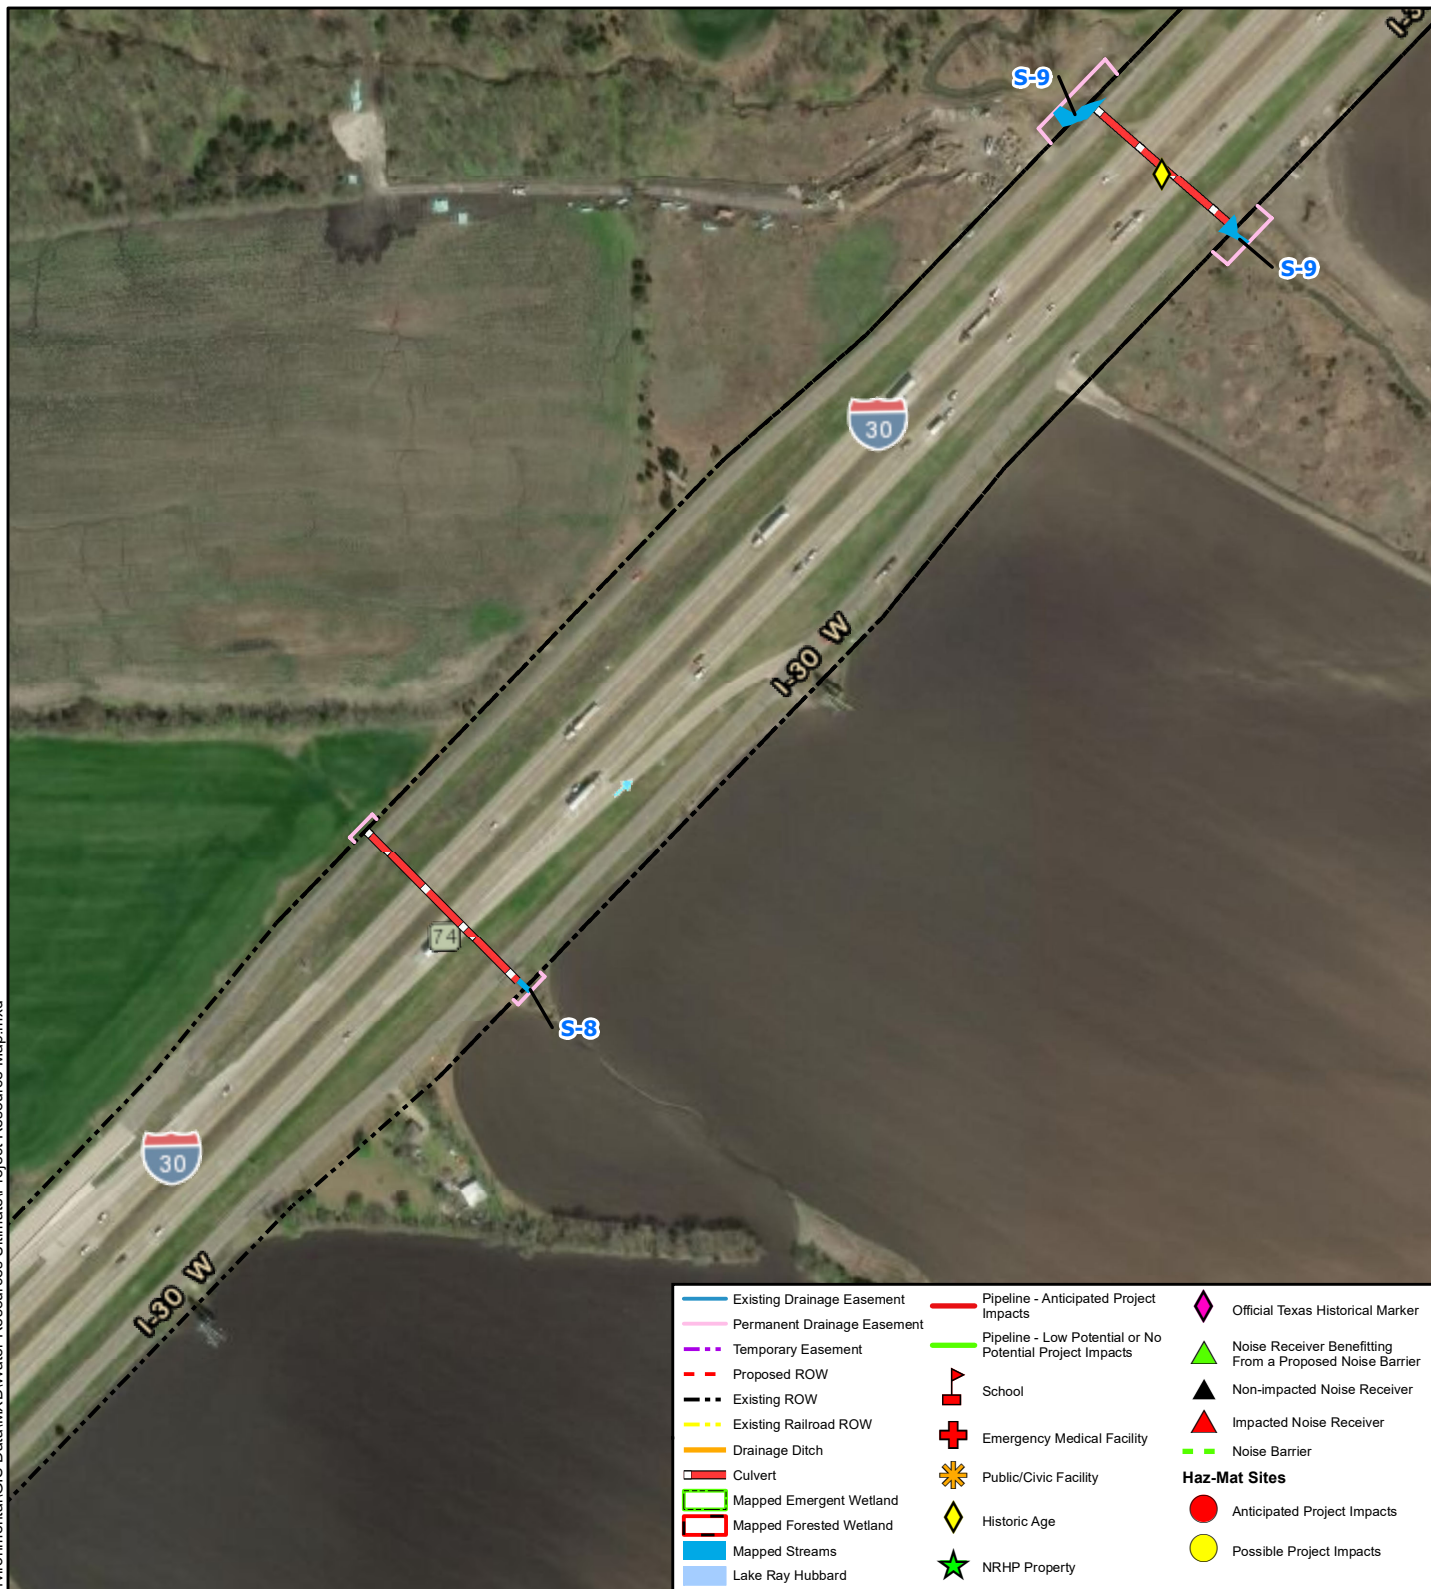 I-3
S-9
S-9
30
I-30 W
74
S-8
30
I-30 W
Existing Drainage Easement
Permanent Drainage Easement
Temporary Easement
Proposed ROW
Existing ROW
Existing Railroad ROW
Drainage Ditch
Culvert
Mapped Emergent Wetland
Mapped Forested Wetland
Mapped Streams
Lake Ray Hubbard
Pipeline - Anticipated Project
Impacts
Pipeline - Low Potential or No
Potential Project Impacts
School
Emergency Medical Facility
Public/Civic Facility
Historic Age
NRHP Property
Official Texas Historical Marker
Noise Receiver Benefitting
From a Proposed Noise Barrier
Non-impacted Noise Receiver
Impacted Noise Receiver
Noise Barrier
Haz-Mat Sites
Anticipated Project Impacts
Possible Project Impacts